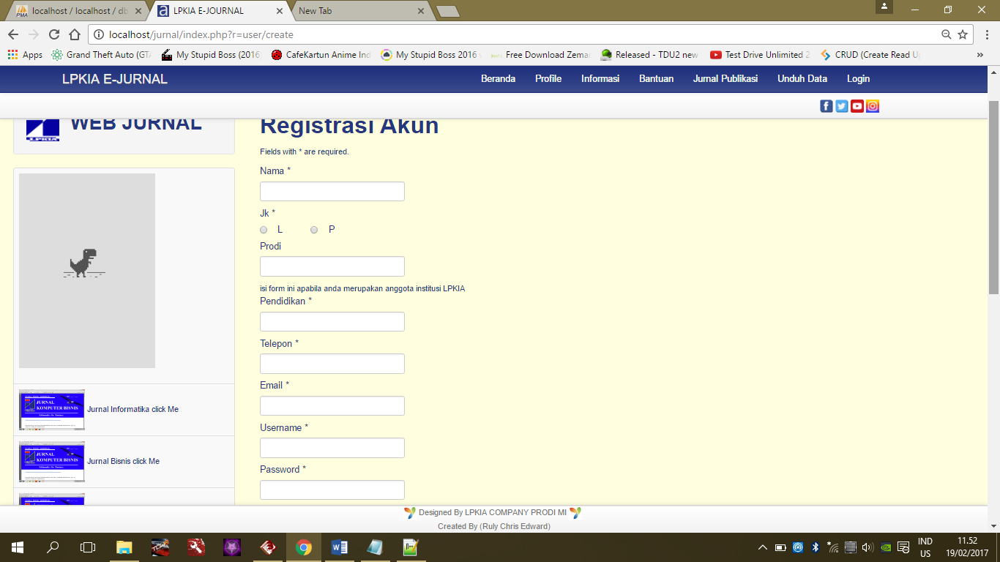 localhost / localhost / db
LPKIA E-JOURNAL
New Tab
localhost/jurnal/index.php?r=user/create
Apps
Grand Theft Auto (GTA
My Stupid Boss (2016)
CafeKartun Anime Ind
My Stupid Boss 2016
Free Download Zema
Released - TDU2 new
Test Drive Unlimited 2
CRUD (Create Read U
LPKIA E-JURNAL
Beranda Profile Informasi Bantuan Jurnal Publikasi Unduh Data Login
LPKIA
WEB JURNAL
Registrasi Akun
Fields with * are required.
Nama *
Jk *
L P
Prodi
isi form ini apabila anda merupakan anggota institusi LPKIA
Pendidikan *
Telepon *
Email *
Username *
Password *
JURNAL
KOMPUTER BISNIS
Jurnal Informatika click Me
JURNAL
KOMPUTER BISNIS
Jurnal Bisnis click Me
Designed By LPKIA COMPANY PRODI MI
Created By (Ruly Chris Edward)
IND
US
11.52
19/02/2017